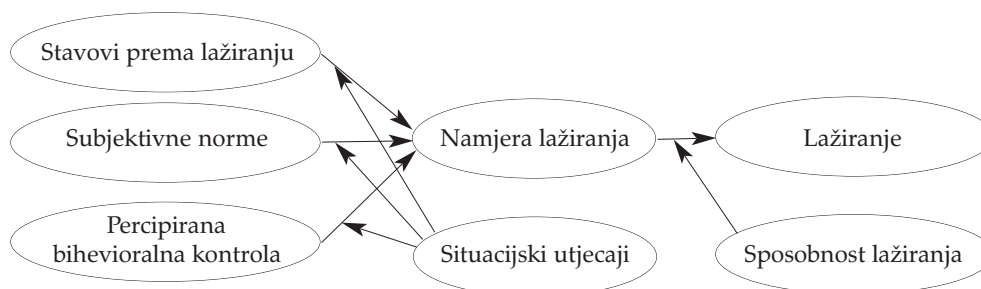 Stavovi prema lažiranju
Subjektivne norme
Namjera lažiranja
Lažiranje
Percipirana
bihevioralna kontrola
Situacijski utjecaji
Sposobnost lažiranja